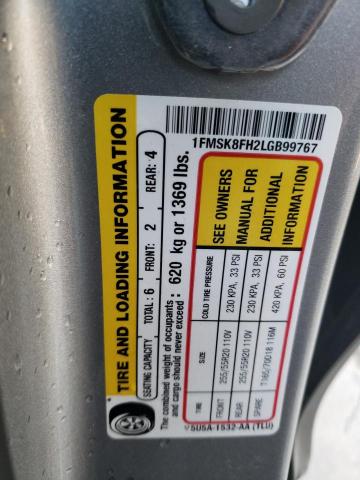 1FMSK8FH2LGB99767
TIRE AND LOADING INFORMATION
SEATING CAPACITY TOTAL : 6 FRONT: 2 REAR: 4
The combined weight of occupants
and cargo should never exceed : 620 kg or 1369 lbs.
TIRE SIZE COLD TIRE PRESSURE SEE OWNERS
FRONT 255/55R20 110V 230 KPA, 33 PSI MANUAL FOR
REAR 255/55R20 110V 230 KPA, 33 PSI ADDITIONAL
SPARE T165/70D18 116M 420 KPA, 60 PSI INFORMATION
5U5A-1532-AA (TLU)